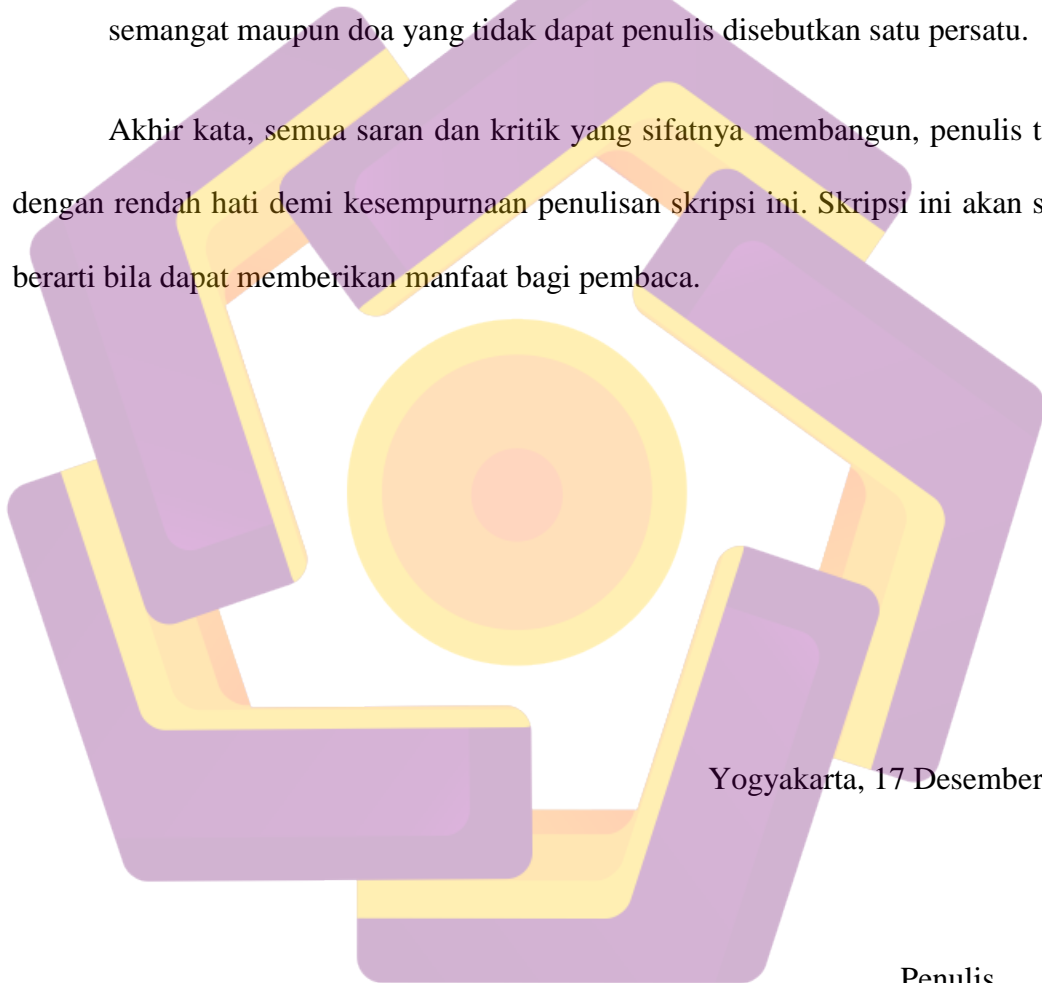 semangat maupun doa yang tidak dapat penulis disebutkan satu persatu.
Akhir kata, semua saran dan kritik yang sifatnya membangun, penulis t
dengan rendah hati demi kesempurnaan penulisan skripsi ini. Skripsi ini akan s
berarti bila dapat memberikan manfaat bagi pembaca.
Yogyakarta, 17 Desember
Penulis